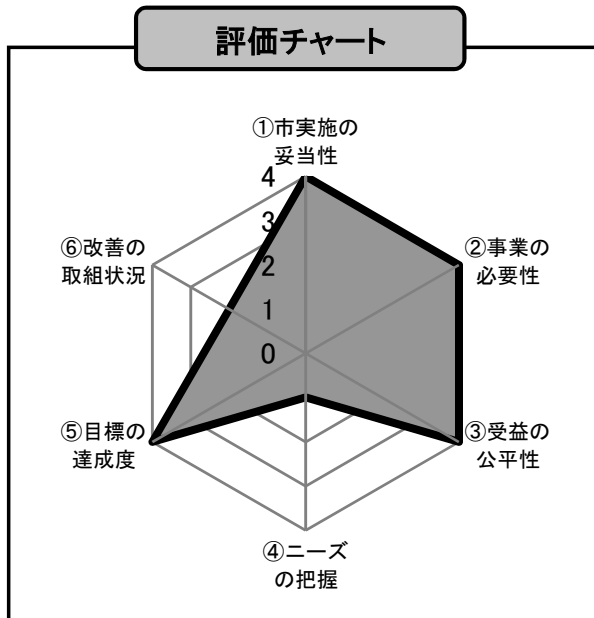 評価チャート
①市実施の
妥当性
4
3
2
1
0
②事業の
必要性
③受益の
公平性
④ニーズ
の把握
⑤目標の
達成度
⑥改善の
取組状況